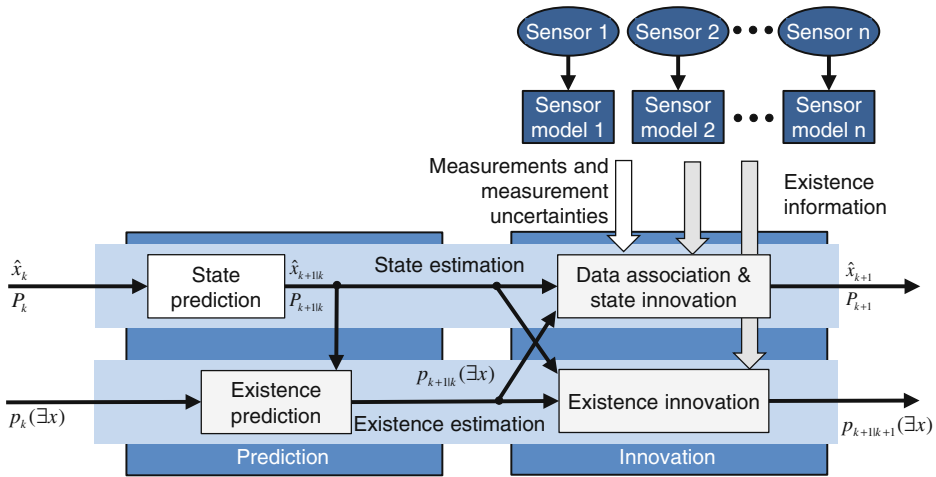 Sensor 1
Sensor 2
Sensor n
Sensor
model 1
Sensor
model 2
Sensor
model n
Measurements and
measurement
uncertainties
Existence
information
x̂_k
P_k
State
prediction
x̂_{k+1|k}
P_{k+1|k}
State estimation
Data association &
state innovation
x̂_{k+1}
P_{k+1}
p_k(∃x)
Existence
prediction
p_{k+1|k}(∃x)
Existence estimation
Existence innovation
p_{k+1|k+1}(∃x)
Prediction
Innovation